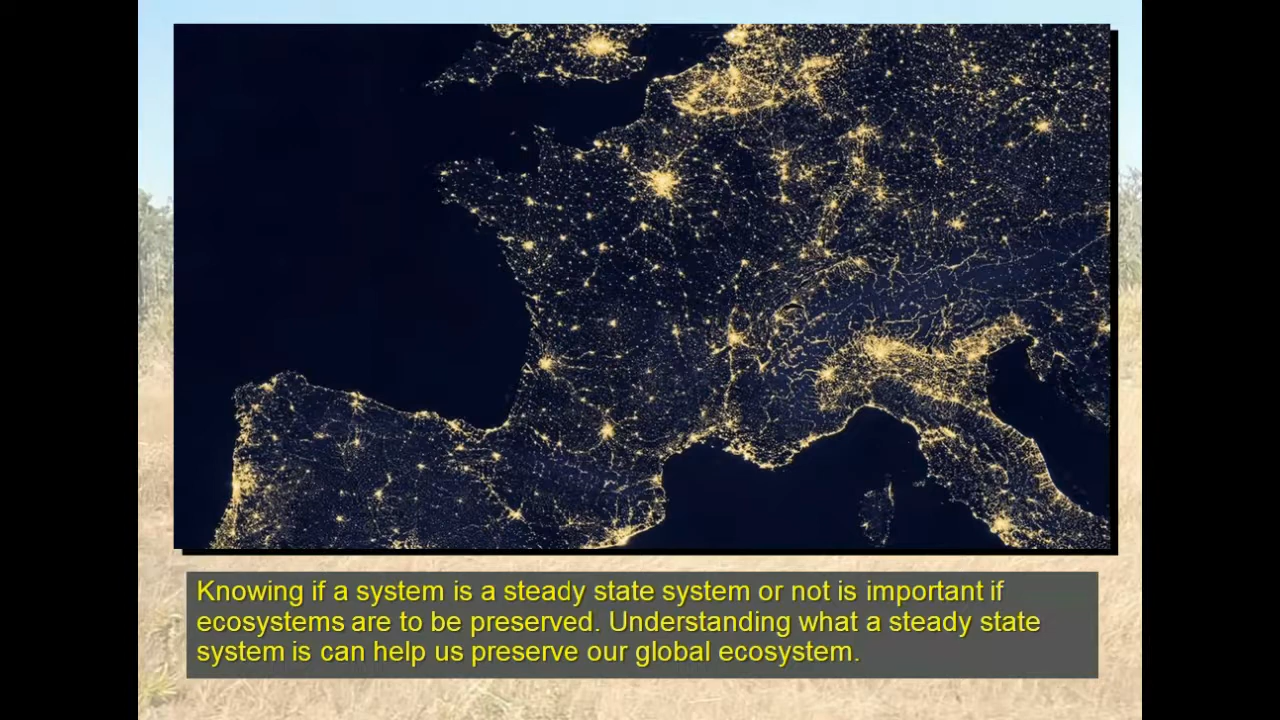 Knowing if a system is a steady state system or not is important if
ecosystems are to be preserved. Understanding what a steady state
system is can help us preserve our global ecosystem.